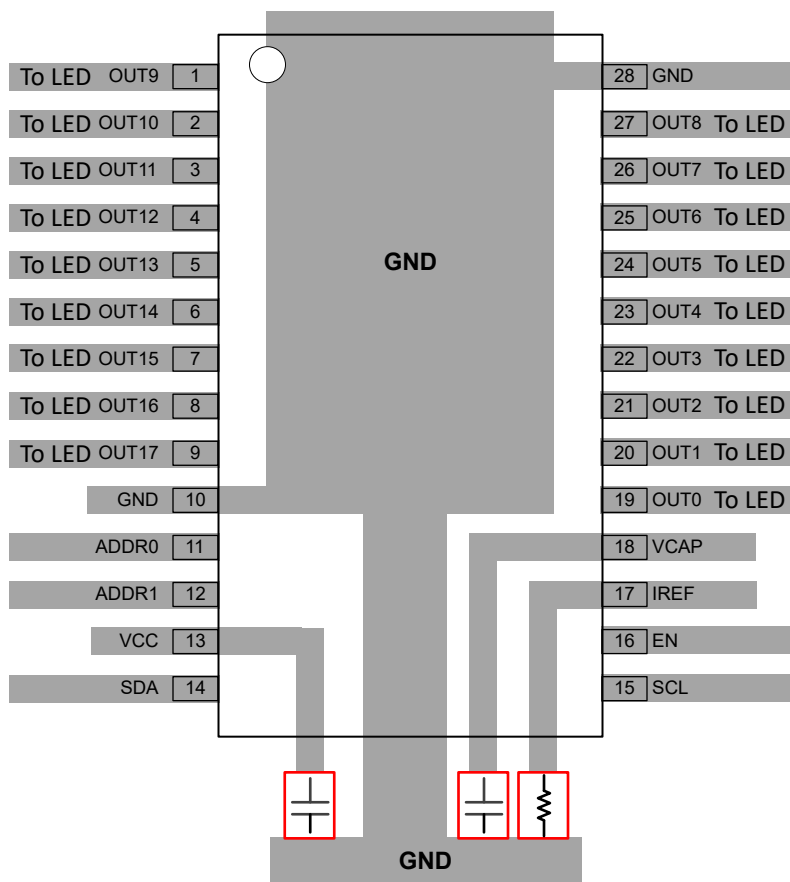 To LED OUT9 1
To LED OUT10 2
To LED OUT11 3
To LED OUT12 4
To LED OUT13 5
To LED OUT14 6
To LED OUT15 7
To LED OUT16 8
To LED OUT17 9
GND 10
ADDR0 11
ADDR1 12
VCC 13
SDA 14
GND
28 GND
27 OUT8 To LED
26 OUT7 To LED
25 OUT6 To LED
24 OUT5 To LED
23 OUT4 To LED
22 OUT3 To LED
21 OUT2 To LED
20 OUT1 To LED
19 OUT0 To LED
18 VCAP
17 IREF
16 EN
15 SCL
GND